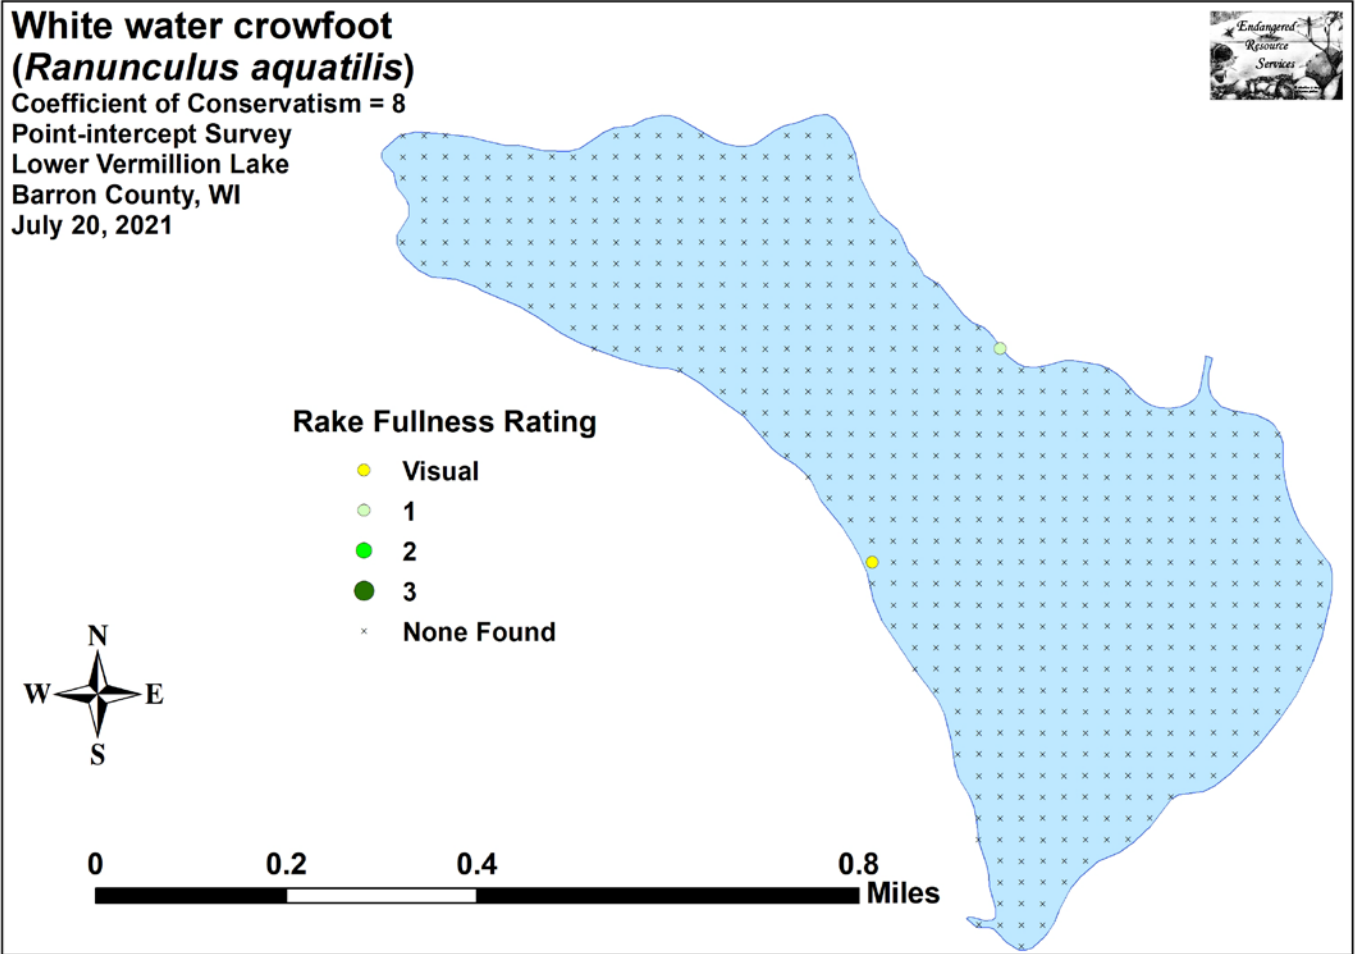 White water crowfoot
(Ranunculus aquatilis)
Coefficient of Conservatism = 8
Point-intercept Survey
Lower Vermillion Lake
Barron County, WI
July 20, 2021
Endangered
Resource
Services
Rake Fullness Rating
Visual
1
2
3
None Found
N
W E
S
0 0.2 0.4 0.8
Miles